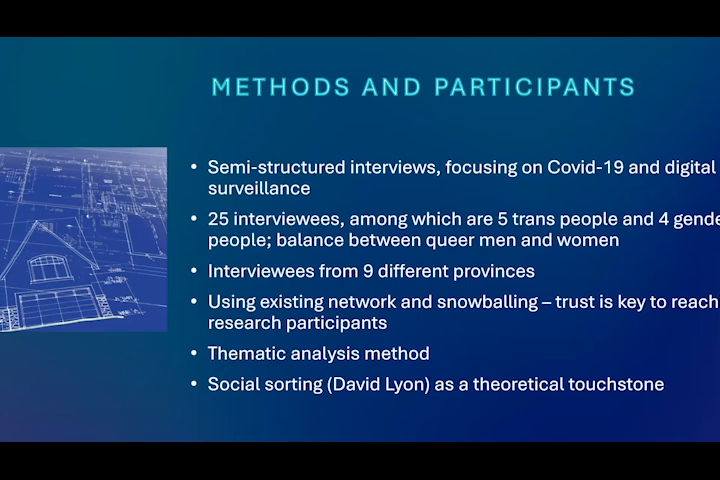 METHODS AND PARTICIPANTS
• Semi-structured interviews, focusing on Covid-19 and digital
surveillance
• 25 interviewees, among which are 5 trans people and 4
people; balance between queer men and women
• Interviewees from 9 different provinces
• Using existing network and snowballing – trust is key to reach
research participants
• Thematic analysis method
• Social sorting (David Lyon) as a theoretical touchstone